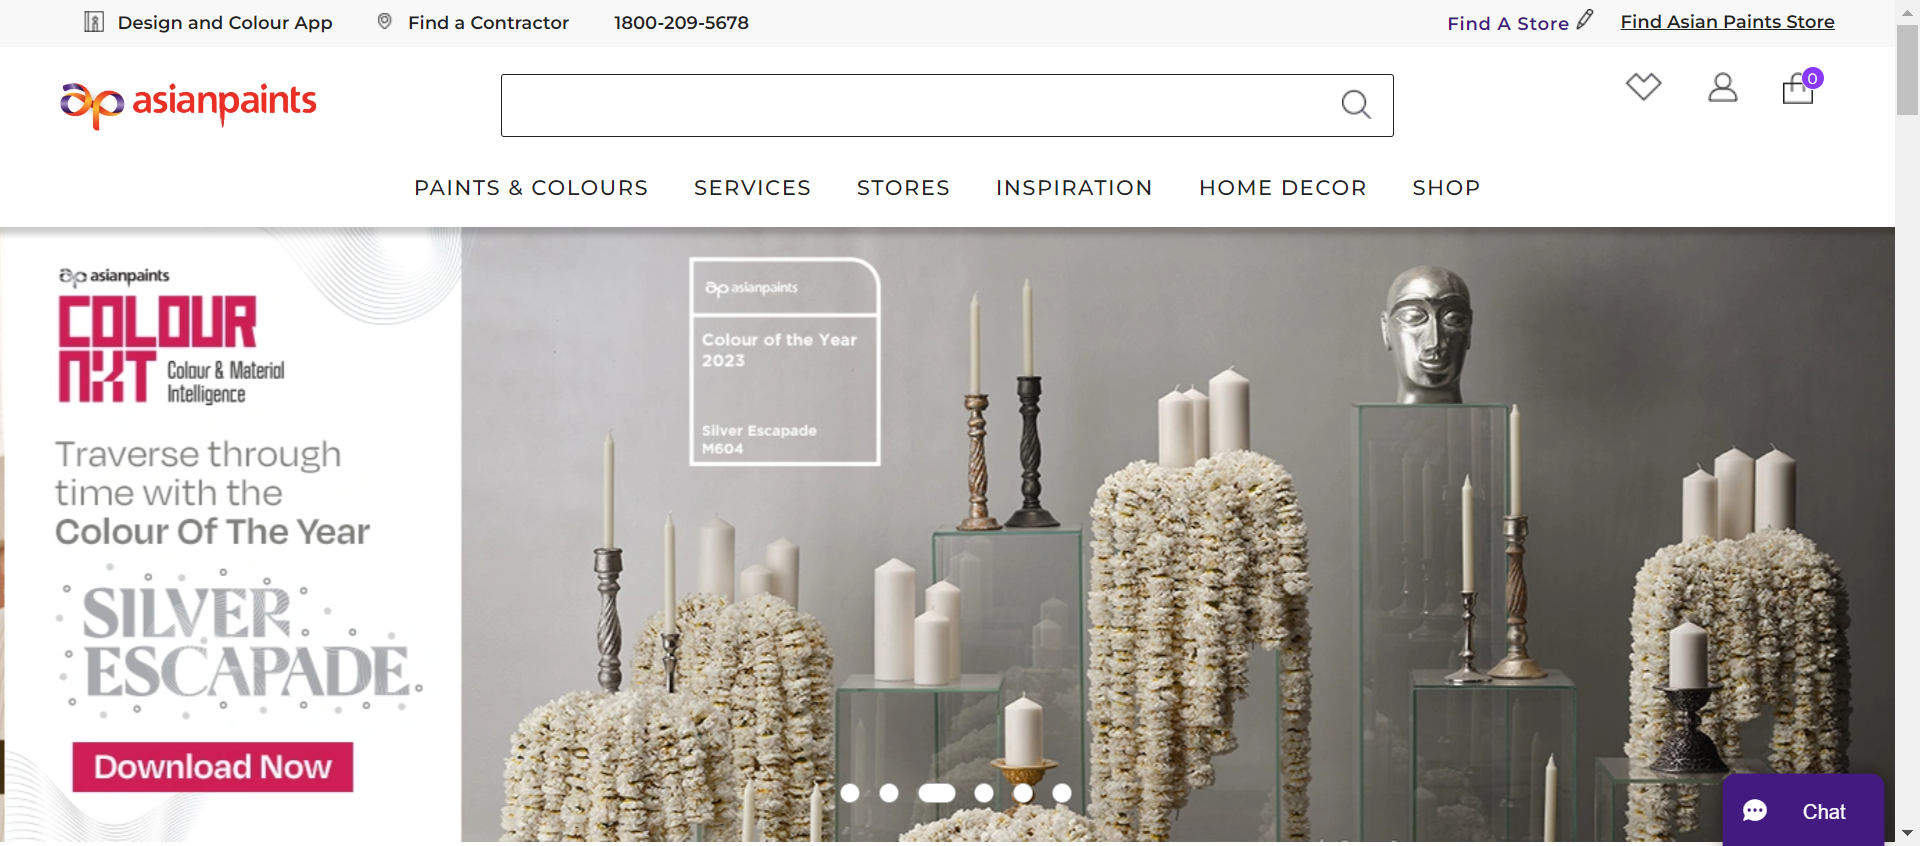 Design and Colour App
Find a Contractor
1800-209-5678
Find A Store
Find Asian Paints Store
asianpaints
0
PAINTS & COLOURS
SERVICES
STORES
INSPIRATION
HOME DECOR
SHOP
asianpaints
COLOUR
NXT
Colour & Material
Intelligence
Traverse through
time with the
Colour Of The Year
SILVER
ESCAPADE
Download Now
asianpaints
Colour of the Year
2023
Silver Escapade
M604
Chat